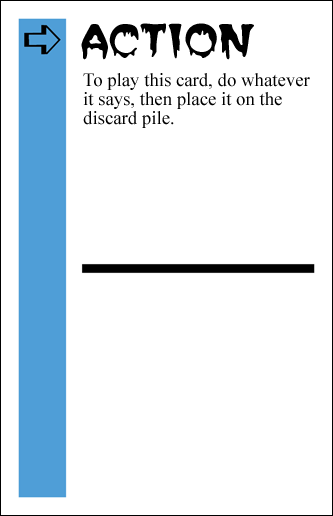 ACTION
To play this card, do whatever
it says, then place it on the
discard pile.